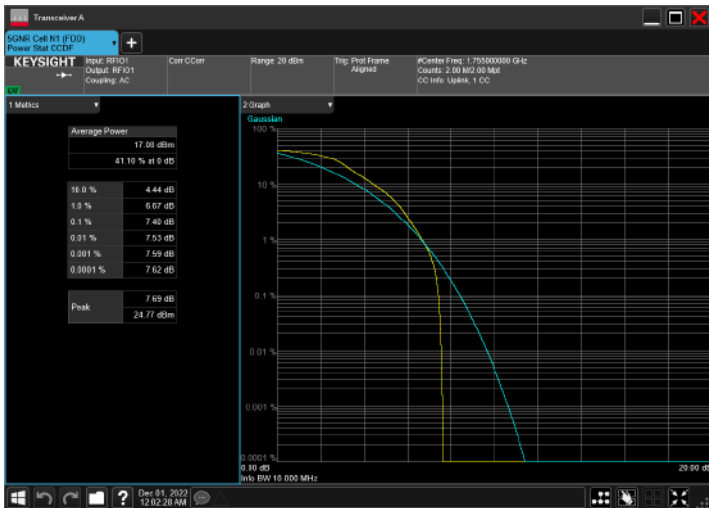 Transceiver A
5GNR Cell N1 (FDD)
Power Stat CCDF
KEYSIGHT
Input: RFIO1
Output: RFIO1
Coupling: AC
Corr CCorr
Range: 20 dBm
Trig: Prot Frame
Aligned
#Center Freq: 1.755000000 GHz
Counts: 2.00 M/2.00 Mpt
CC Info: Uplink, 1 CC
1 Metrics
Average Power
17.08 dBm
41.10 % at 0 dB
10.0 % 4.44 dB
1.0 % 6.67 dB
0.1 % 7.40 dB
0.01 % 7.53 dB
0.001 % 7.59 dB
0.0001 % 7.62 dB
Peak
7.69 dB
24.77 dBm
2 Graph
Gaussian
100 %
10 %
1 %
0.1 %
0.01 %
0.001 %
0.0001 %
0.00 dB
20.00 dB
Info BW 10.000 MHz
?
Dec 01, 2022
12:02:28 AM